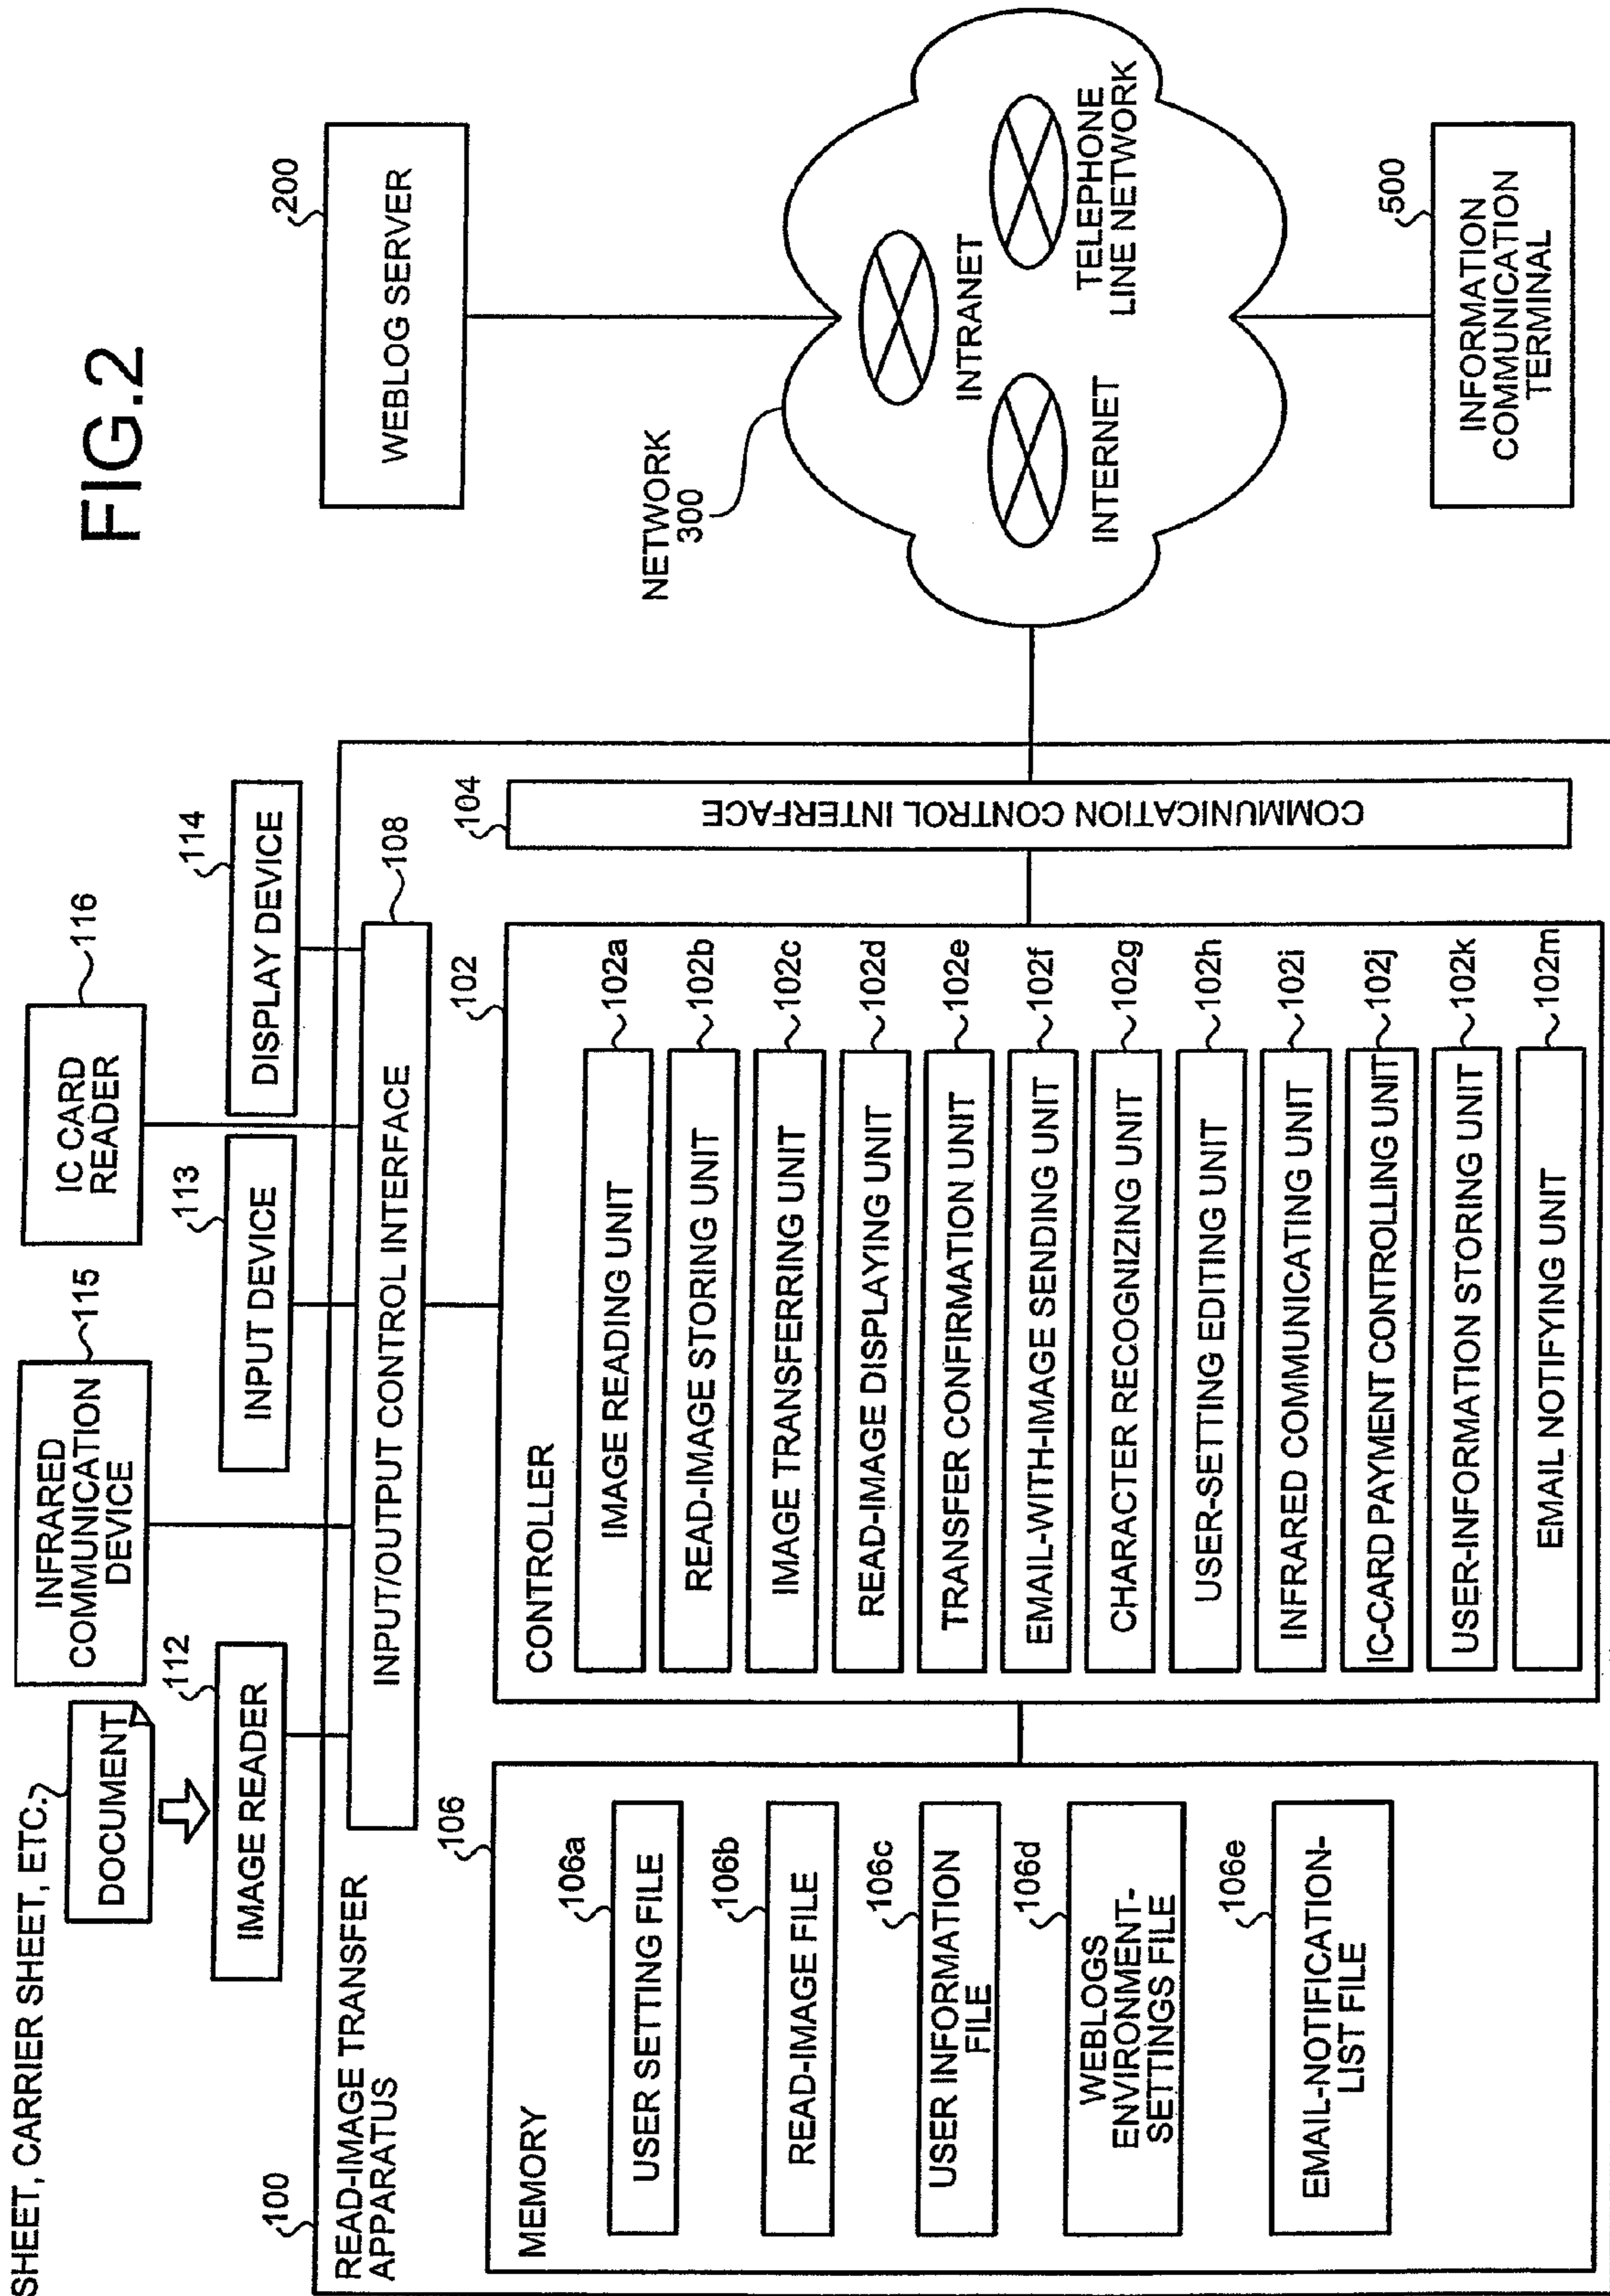 FIG.2
SHEET, CARRIER SHEET, ETC.
DOCUMENT
112
IMAGE READER
INFRARED
COMMUNICATION
DEVICE
115
113
INPUT DEVICE
IC CARD
READER
116
114
DISPLAY DEVICE
100
READ-IMAGE TRANSFER
APPARATUS
INPUT/OUTPUT CONTROL INTERFACE
108
106
MEMORY
106a
USER SETTING FILE
106b
READ-IMAGE FILE
106c
USER INFORMATION
FILE
106d
WEBLOGS
ENVIRONMENT-
SETTINGS FILE
106e
EMAIL-NOTIFICATION-
LIST FILE
102
CONTROLLER
IMAGE READING UNIT
102a
READ-IMAGE STORING UNIT
102b
IMAGE TRANSFERRING UNIT
102c
READ-IMAGE DISPLAYING UNIT
102d
TRANSFER CONFIRMATION UNIT
102e
EMAIL-WITH-IMAGE SENDING UNIT
102f
CHARACTER RECOGNIZING UNIT
102g
USER-SETTING EDITING UNIT
102h
INFRARED COMMUNICATING UNIT
102i
IC-CARD PAYMENT CONTROLLING UNIT
102j
USER-INFORMATION STORING UNIT
102k
EMAIL NOTIFYING UNIT
102m
104
COMMUNICATION CONTROL INTERFACE
200
WEBLOG SERVER
NETWORK
300
INTRANET
INTERNET
TELEPHONE
LINE NETWORK
500
INFORMATION
COMMUNICATION
TERMINAL